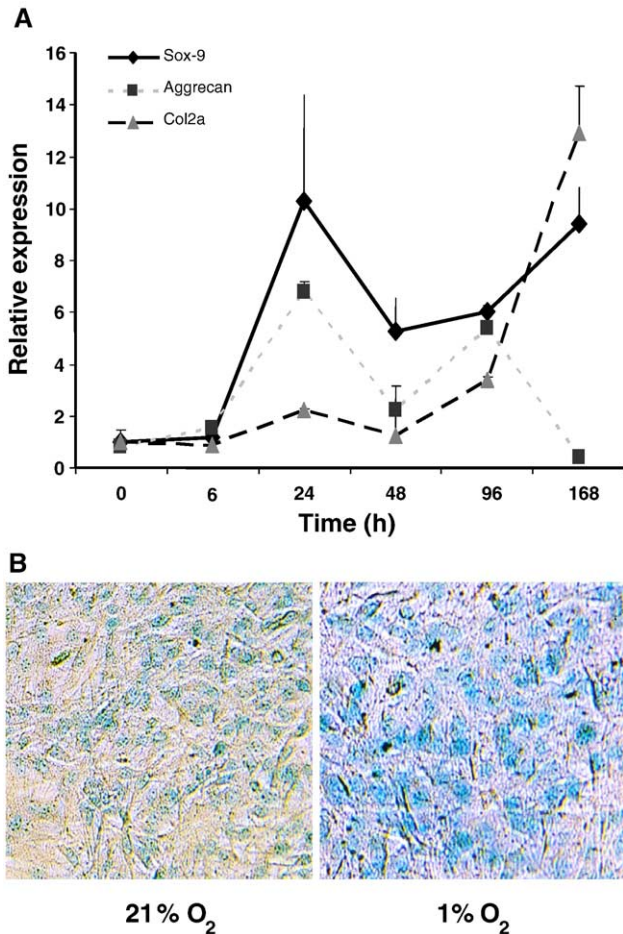 A
Sox-9
Aggrecan
Col2a
Relative expression
16
14
12
10
8
6
4
2
0
0 6 24 48 96 168
Time (h)
B
21% O₂ 1% O₂